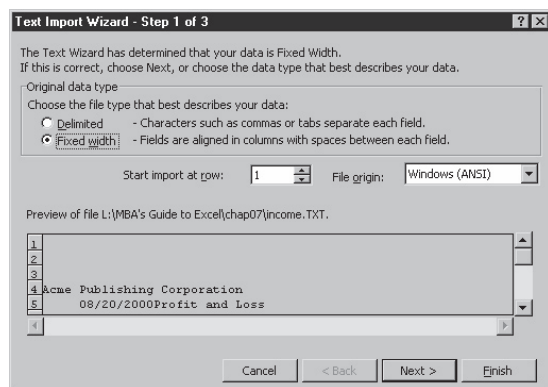 Text Import Wizard - Step 1 of 3
The Text Wizard has determined that your data is Fixed Width.
If this is correct, choose Next, or choose the data type that best describes your data.
Original data type
Choose the file type that best describes your data:
Delimited - Characters such as commas or tabs separate each field.
Fixed width - Fields are aligned in columns with spaces between each field.
Start import at row: 1 File origin: Windows (ANSI)
Preview of file L:\MBA's Guide to Excel\chap07\income.TXT.
1
2
3
4 Acme Publishing Corporation
5 08/20/2000Profit and Loss
Cancel < Back Next > Finish